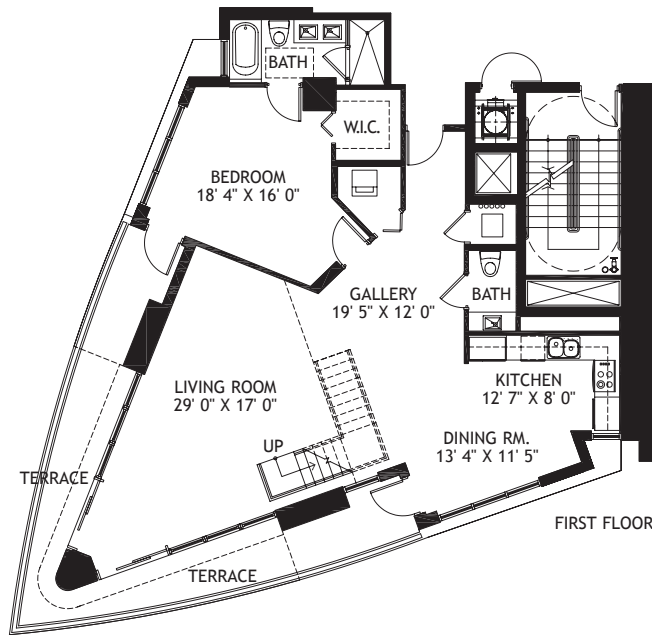 BATH
W.I.C.
BEDROOM
18' 4" X 16' 0"
GALLERY
19' 5" X 12' 0"
BATH
LIVING ROOM
29' 0" X 17' 0"
KITCHEN
12' 7" X 8' 0"
DINING RM.
13' 4" X 11' 5"
UP
TERRACE
FIRST FLOOR
TERRACE